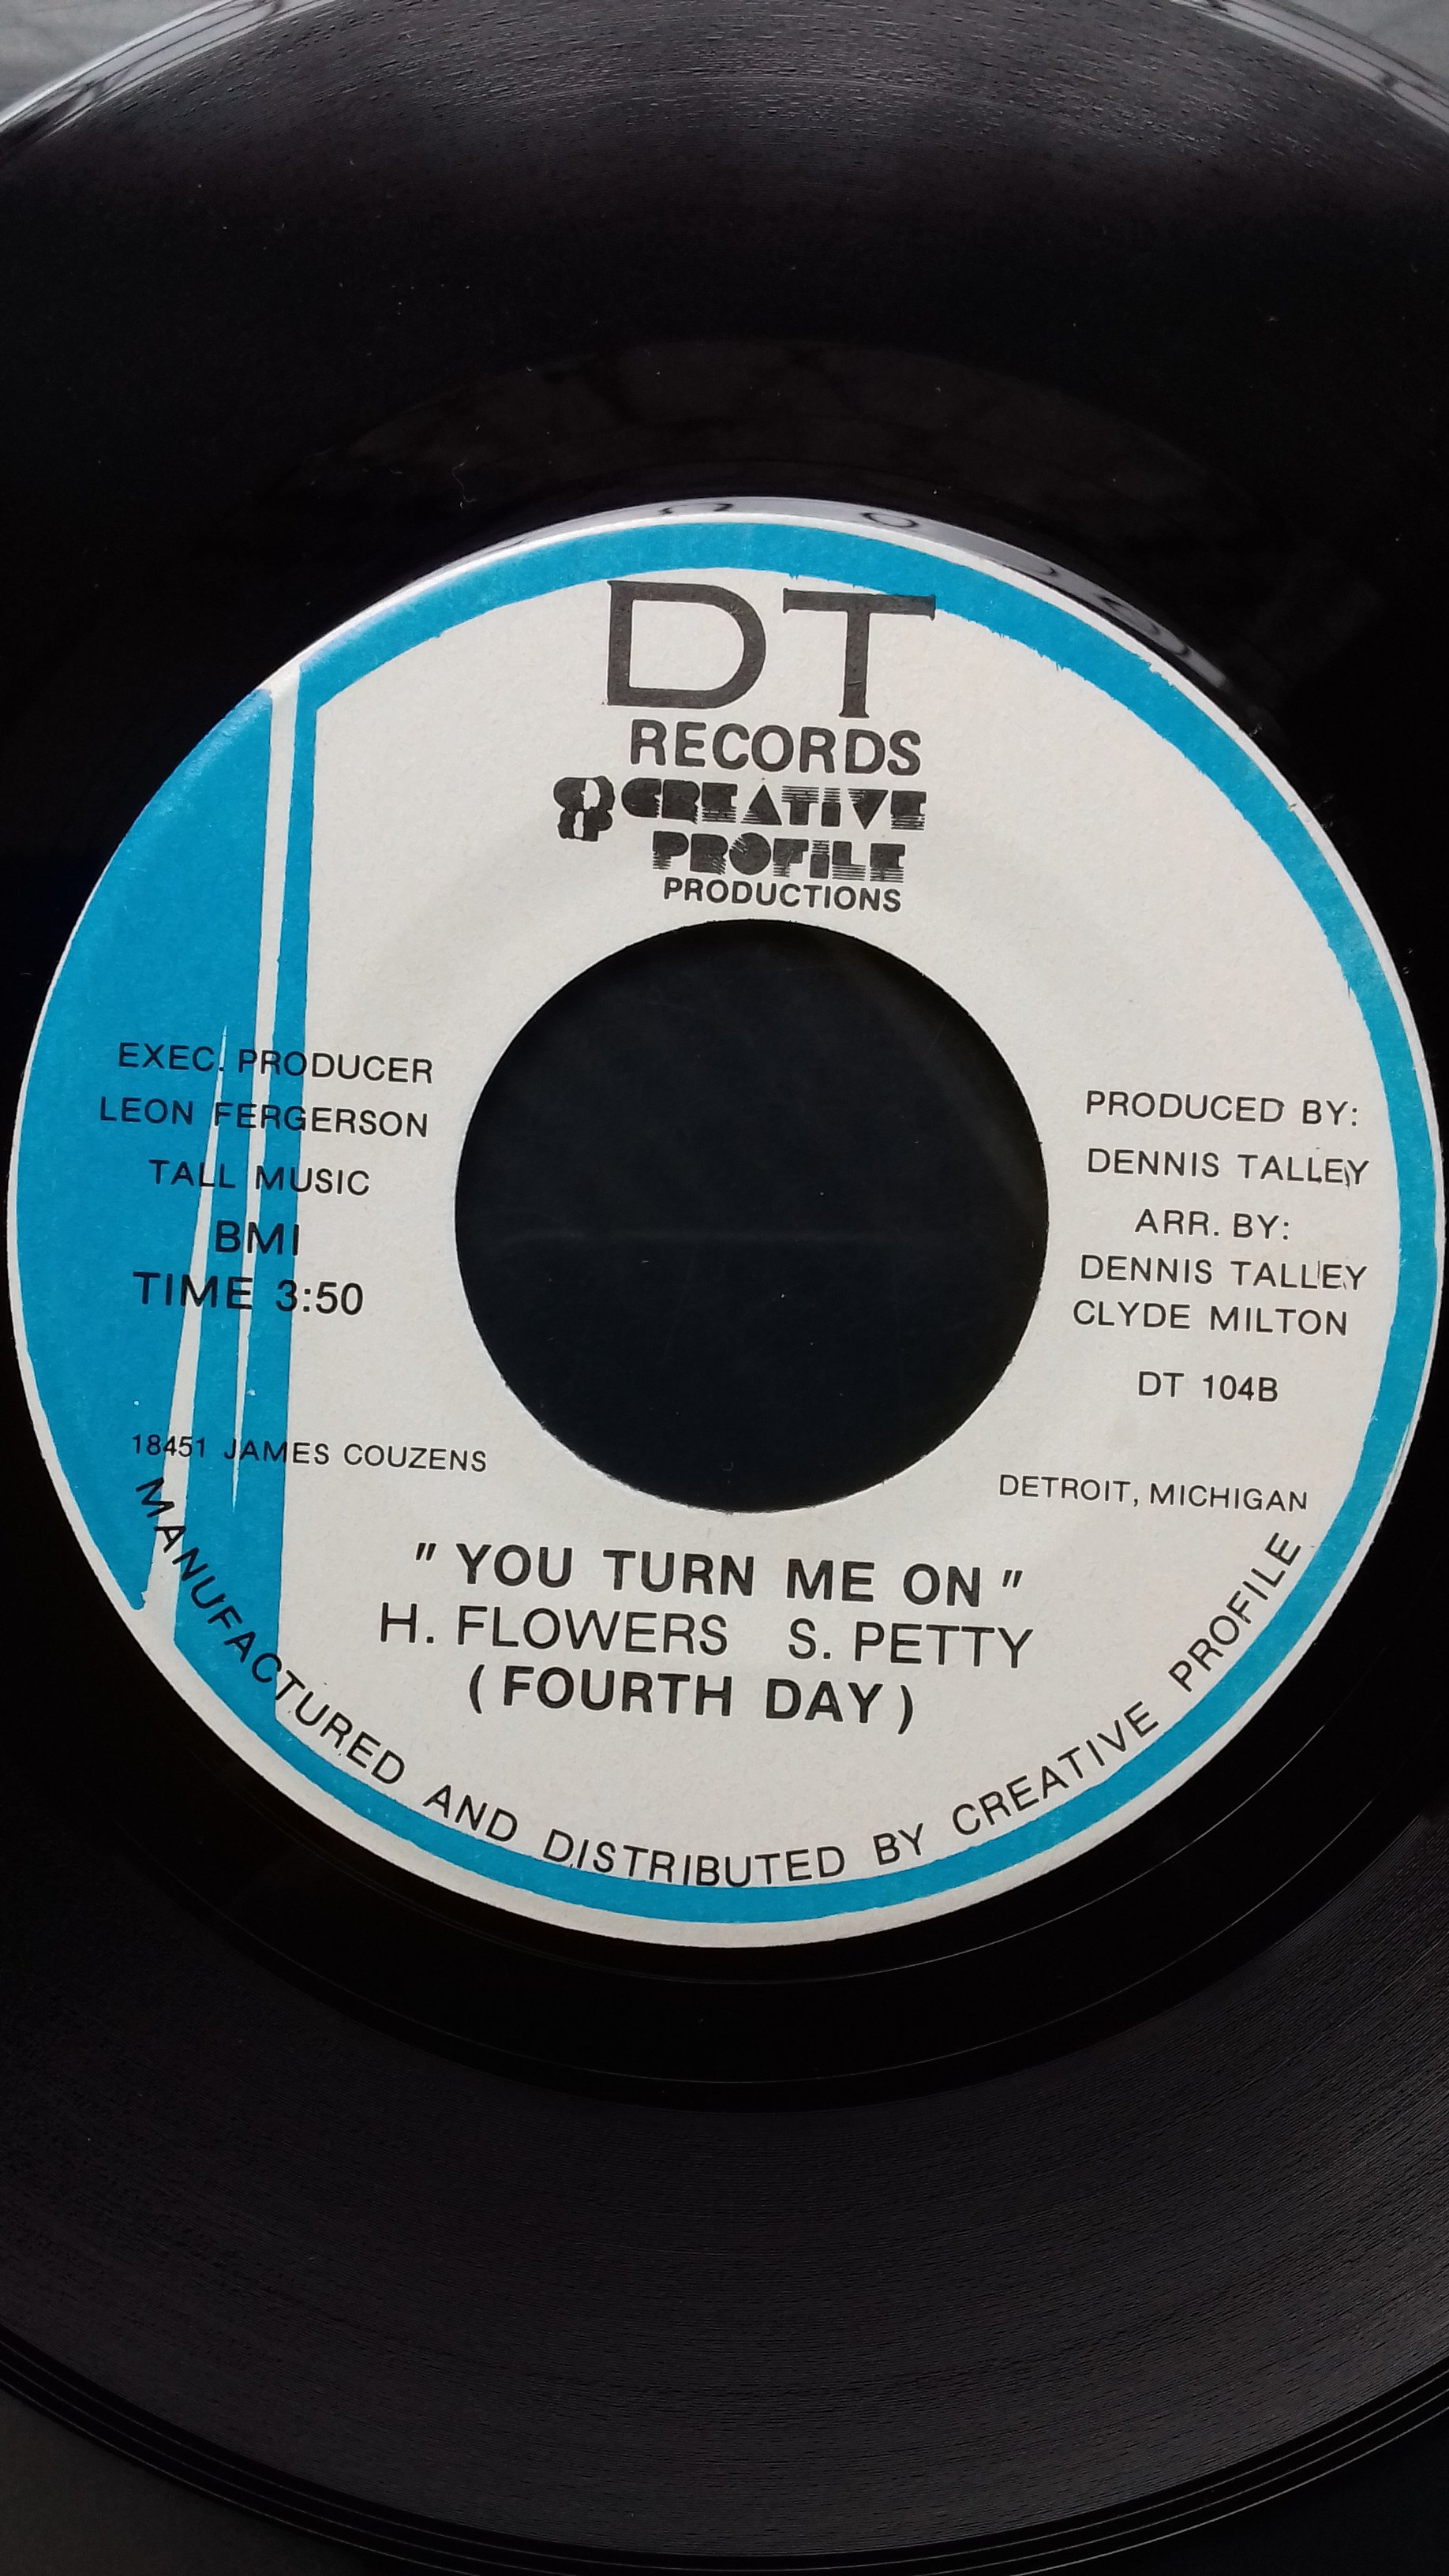 DT
RECORDS
& CREATIVE
PROFILE
PRODUCTIONS
EXEC. PRODUCER
LEON FERGERSON
TALL MUSIC
BMI
TIME 3:50
18451 JAMES COUZENS
PRODUCED BY:
DENNIS TALLEY
ARR. BY:
DENNIS TALLEY
CLYDE MILTON
DT 104B
DETROIT, MICHIGAN
"YOU TURN ME ON"
H. FLOWERS S. PETTY
(FOURTH DAY)
MANUFACTURED AND DISTRIBUTED BY CREATIVE PROFILE